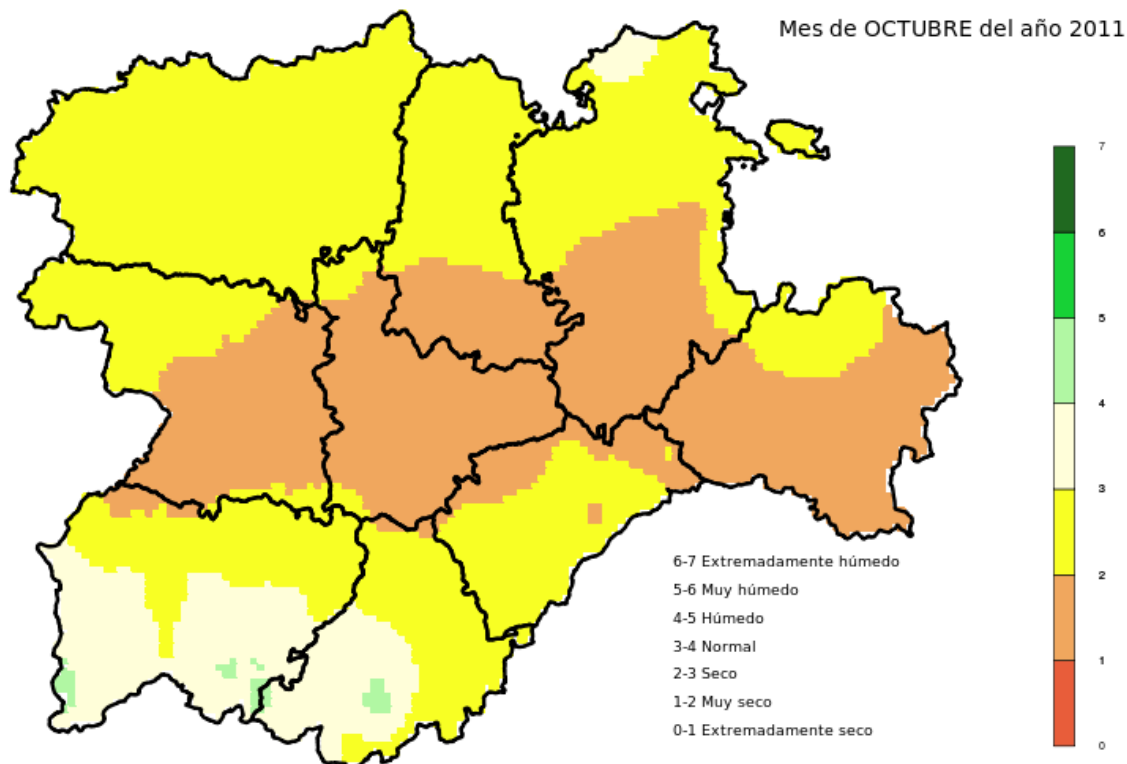 Mes de OCTUBRE del año 2011
7
6
5
4
3
2
1
0
6-7 Extremadamente húmedo
5-6 Muy húmedo
4-5 Húmedo
3-4 Normal
2-3 Seco
1-2 Muy seco
0-1 Extremadamente seco